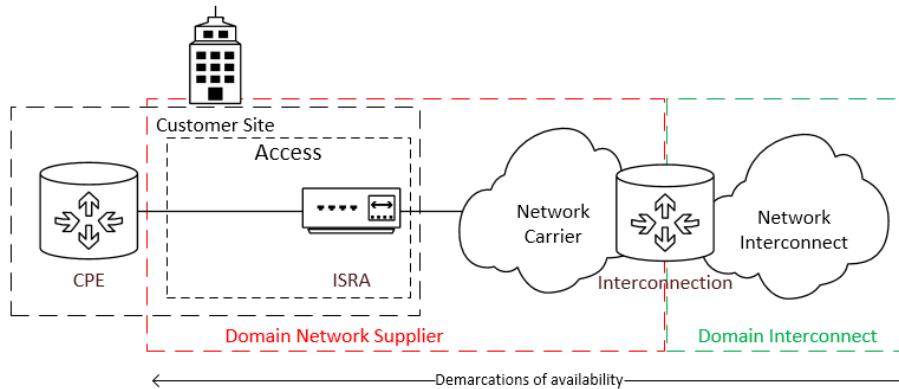 Customer Site
Access
Network
Carrier
Network
Interconnect
CPE
ISRA
Interconnection
Domain Network Supplier
Domain Interconnect
Demarcations of availability